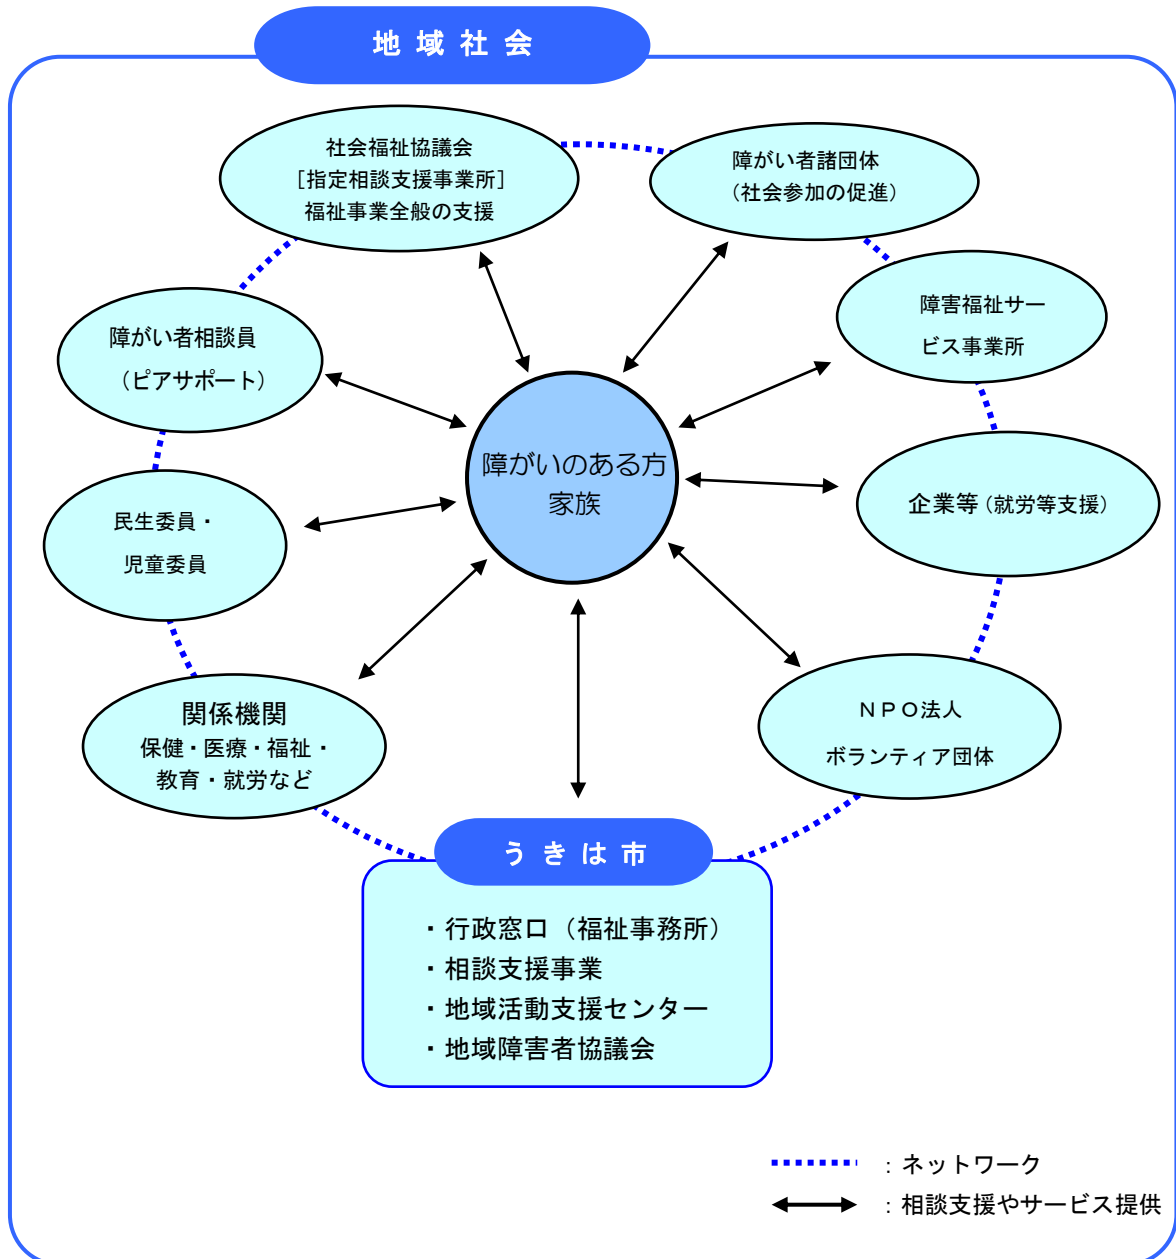 地域社会
社会福祉協議会
［指定相談支援事業所］
福祉事業全般の支援
障がい者諸団体
（社会参加の促進）
障がい者相談員
（ピアサポート）
障害福祉サー
ビス事業所
障がいのある方
家族
企業等（就労等支援）
民生委員・
児童委員
関係機関
保健・医療・福祉・
教育・就労など
ＮＰＯ法人
ボランティア団体
うきは市
・行政窓口（福祉事務所）
・相談支援事業
・地域活動支援センター
・地域障害者協議会
：ネットワーク
：相談支援やサービス提供